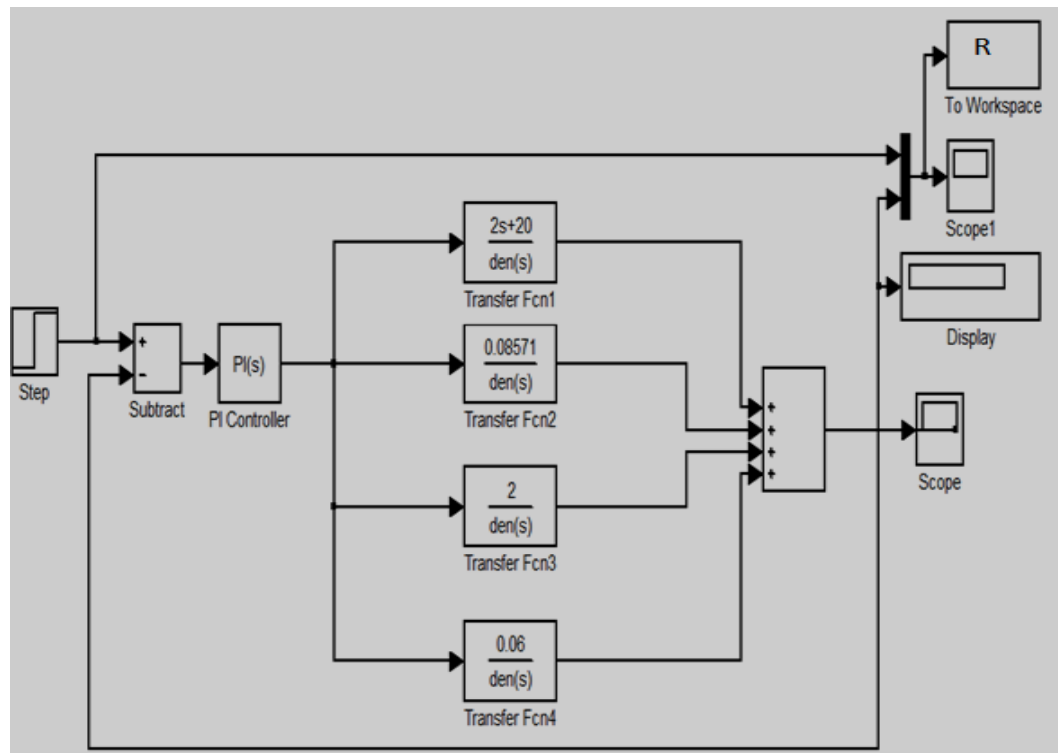 R
To Workspace
Scope1
Display
2s+20
den(s)
Transfer Fcn1
Step
+
-
Subtract
PI(s)
PI Controller
0.08571
den(s)
Transfer Fcn2
+
+
+
+
Scope
2
den(s)
Transfer Fcn3
0.06
den(s)
Transfer Fcn4